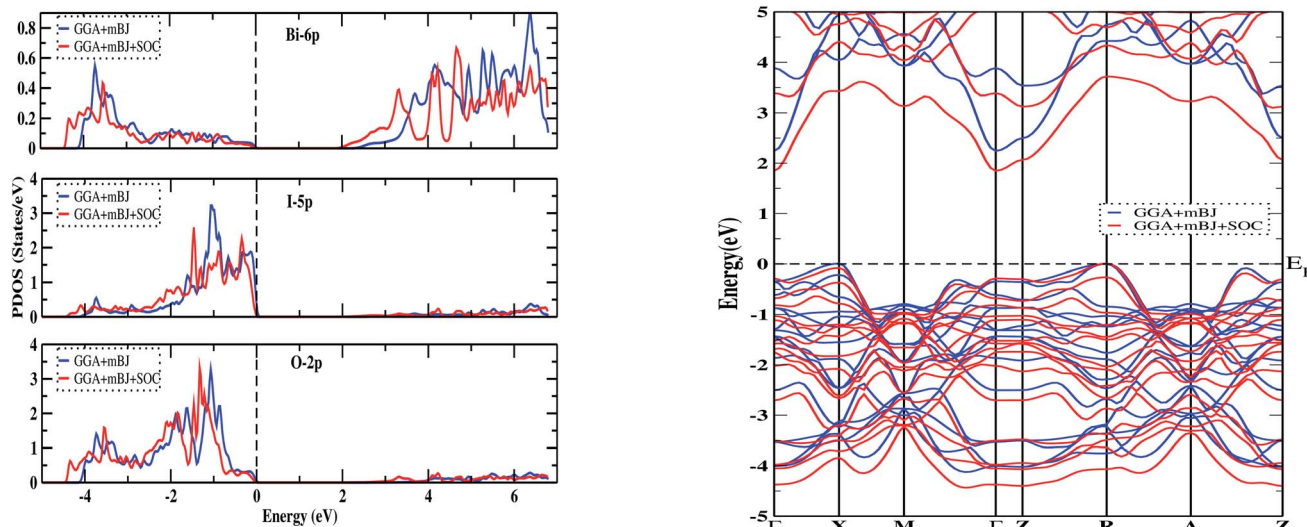 0.8
0.6
0.4
0.2
0
GGA+mBJ
GGA+mBJ+SOC
Bi-6p
4
3
2
1
0
GGA+mBJ
GGA+mBJ+SOC
I-5p
4
3
2
1
0
GGA+mBJ
GGA+mBJ+SOC
O-2p
PDOS (States/eV)
-4 -2 0 2 4 6
Energy (eV)
5
4
3
2
1
0
-1
-2
-3
-4
-5
Energy(eV)
GGA+mBJ
GGA+mBJ+SOC
X M Γ Z R A Z